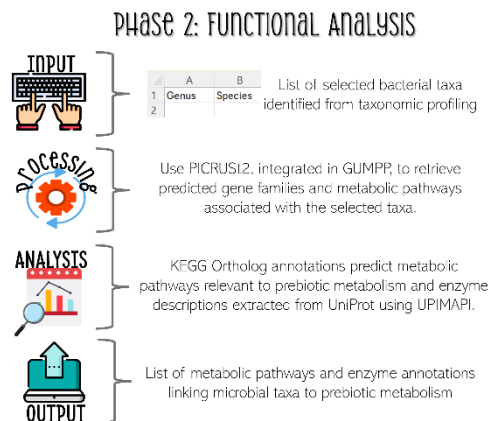 Phase 2: Functional Analysis
INPUT
A B
1 Genus Species
2
List of selected bacterial taxa
identified from taxonomic profiling
Processing
Use PICRUSt2, integrated in GUMPP, to retrieve
predicted gene families and metabolic pathways
associated with the selected taxa.
ANALYSIS
KEGG Ortholog annotations predict metabolic
pathways relevant to prebiotic metabolism and enzyme
descriptions extracted from UniProt using UPIMAPI.
List of metabolic pathways and enzyme annotations
linking microbial taxa to prebiotic metabolism
OUTPUT